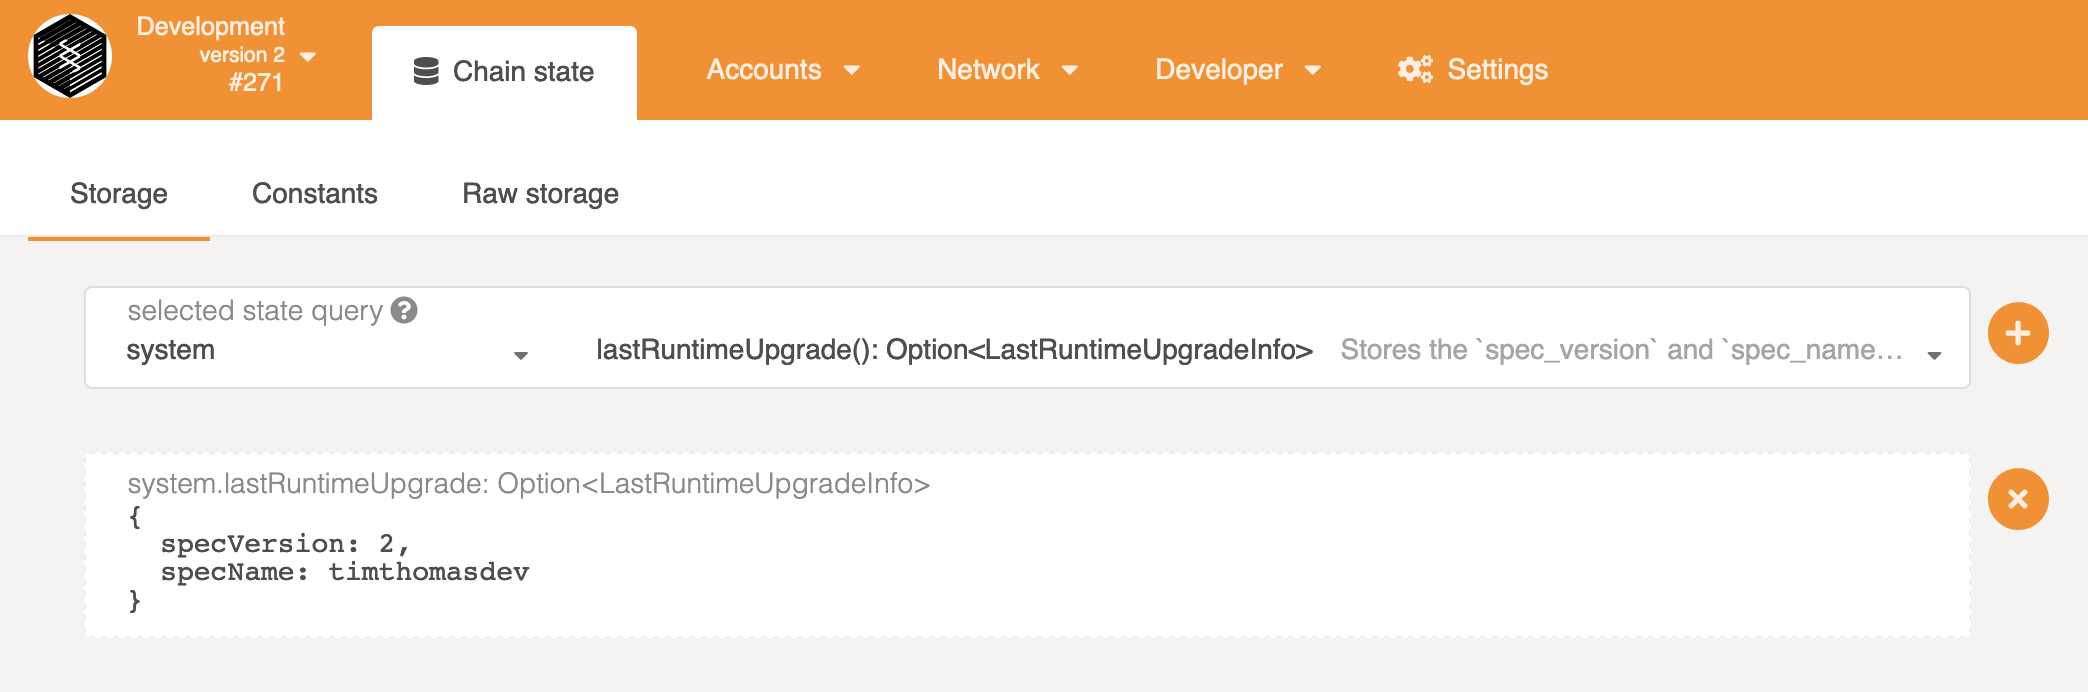 Development
version 2
#271
Chain state
Accounts
Network
Developer
Settings
Storage
Constants
Raw storage
selected state query
system
lastRuntimeUpgrade(): Option<LastRuntimeUpgradeInfo> Stores the `spec_version` and `spec_name...
system.lastRuntimeUpgrade: Option<LastRuntimeUpgradeInfo>
{
  specVersion: 2,
  specName: timthomasdev
}